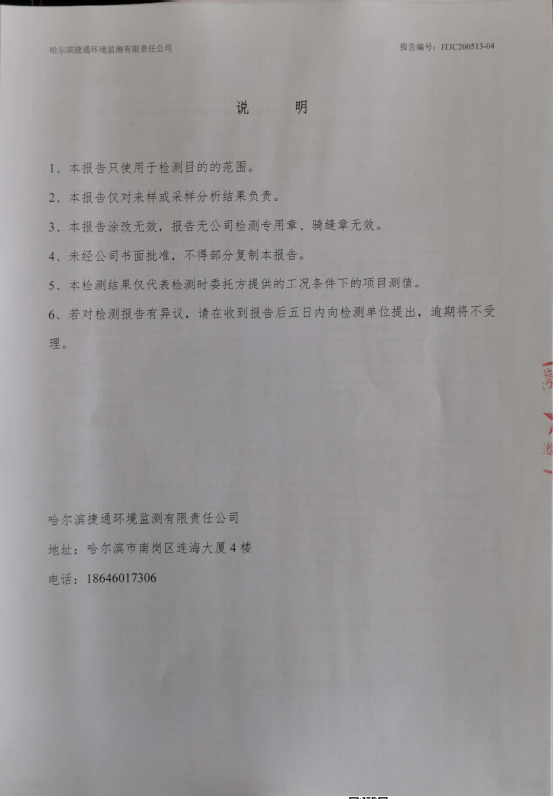 哈尔滨捷通环境监测有限责任公司 报告编号：JTJC200513-04
说 明
1、本报告只使用于检测目的的范围。
2、本报告仅对来样或采样分析结果负责。
3、本报告涂改无效，报告无公司检测专用章、骑缝章无效。
4、未经公司书面批准，不得部分复制本报告。
5、本检测结果仅代表检测时委托方提供的工况条件下的项目测值。
6、若对检测报告有异议，请在收到报告后五日内向检测单位提出，逾期将不受
理。
哈尔滨捷通环境监测有限责任公司
地址：哈尔滨市南岗区连海大厦 4 楼
电话：18646017306